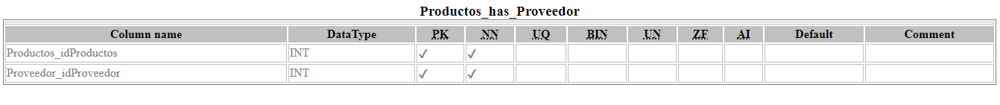 Productos_has_Proveedor
Column name DataType PK NN UQ BIN UN ZF AI Default Comment
Productos_idProductos INT ✓ ✓
Proveedor_idProveedor INT ✓ ✓